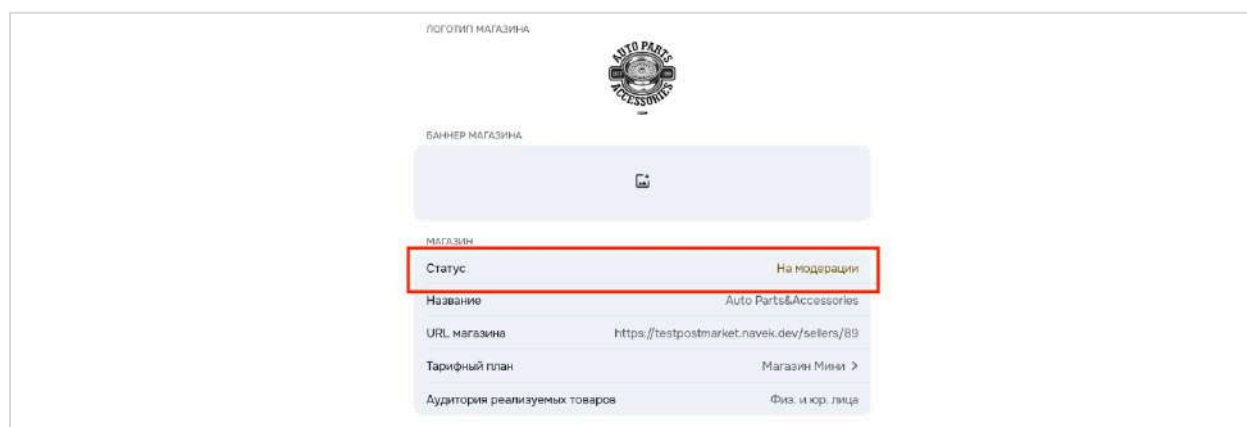 ЛОГОТИП МАГАЗИНА
AUTO PARTS
ACCESSORIES
БАННЕР МАГАЗИНА
МАГАЗИН
Статус На модерации
Название Auto Parts&Accessories
URL магазина https://testpostmarket.navek.dev/sellers/89
Тарифный план Магазин Мини >
Аудитория реализуемых товаров Физ. и юр. лица